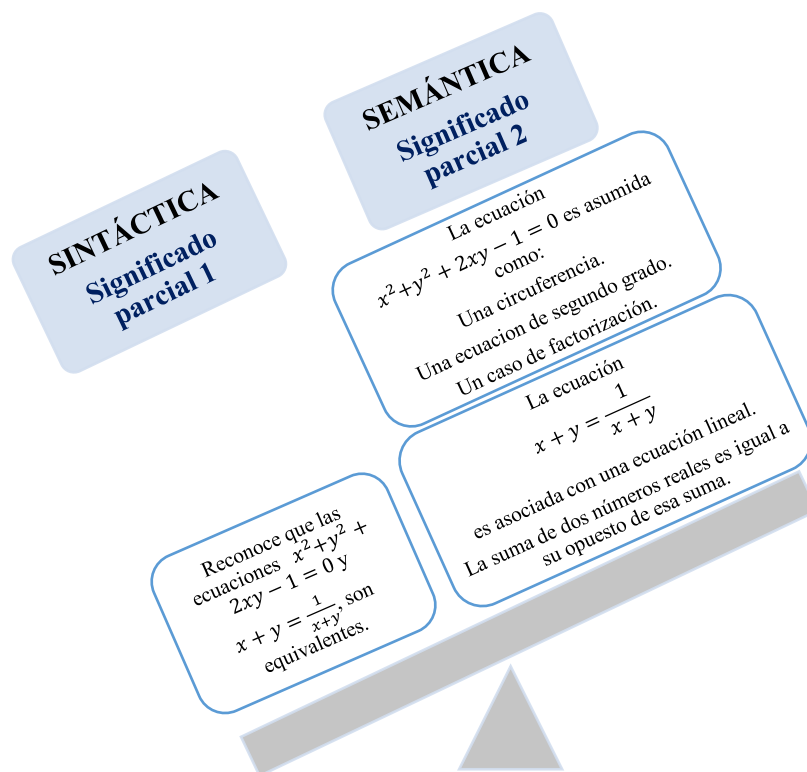 SINTÁCTICA
Significado
parcial 1
SEMÁNTICA
Significado
parcial 2
La ecuación
x²+y² + 2xy − 1 = 0 es asumida
como:
Una circuferencia.
Una ecuacion de segundo grado.
Un caso de factorización.
La ecuación
x + y = 1/(x + y)
es asociada con una ecuación lineal.
La suma de dos números reales es igual a
su opuesto de esa suma.
Reconoce que las
ecuaciones x²+y² +
2xy − 1 = 0 y
x + y = 1/(x+y), son
equivalentes.